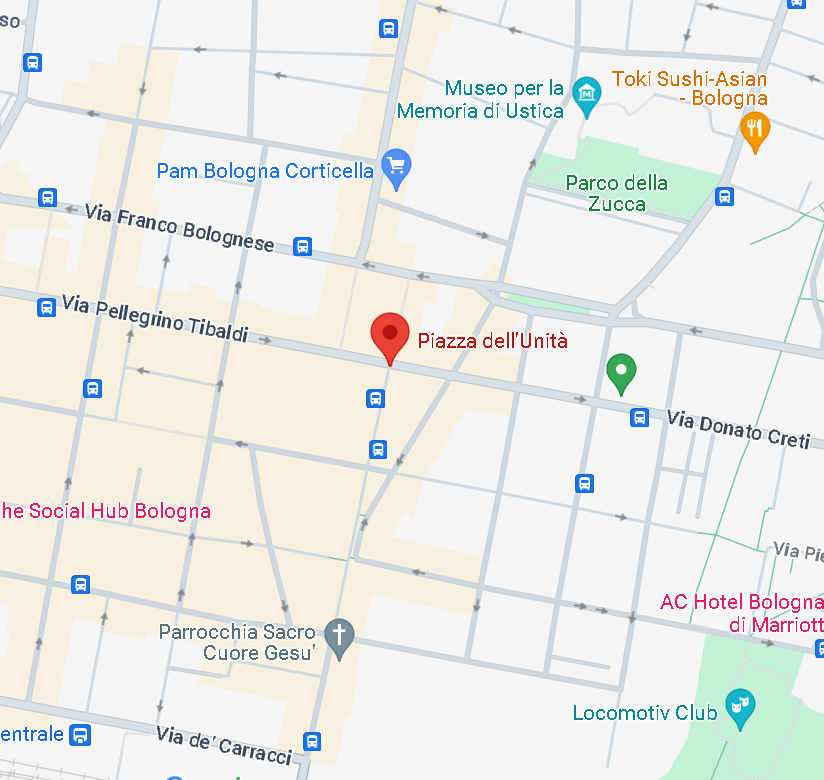 so
Museo per la
Memoria di Ustica
Toki Sushi-Asian
- Bologna
Pam Bologna Corticella
Parco della
Zucca
Via Franco Bolognese
Via Pellegrino Tibaldi
Piazza dell'Unità
Via Donato Creti
he Social Hub Bologna
Via Pie
AC Hotel Bologna
di Marriott
Parrocchia Sacro
Cuore Gesu'
Locomotiv Club
entrale
Via de' Carracci